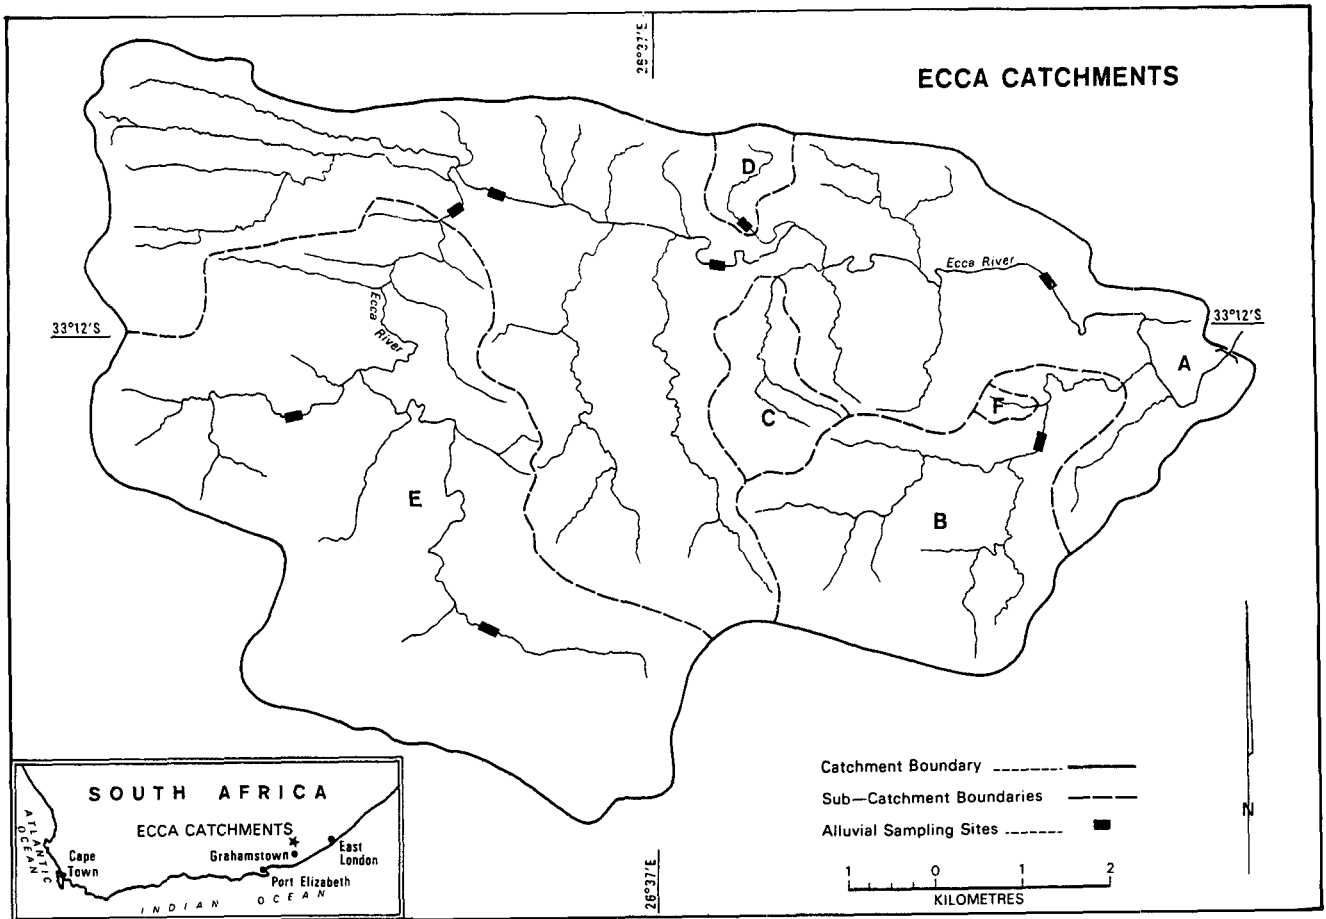 26°37'E
ECCA CATCHMENTS
D
Ecca River
33°12'S
33°12'S
Ecca River
A
C
F
E
B
SOUTH AFRICA
ECCA CATCHMENTS
ATLANTIC OCEAN
Cape Town
Grahamstown
East London
Port Elizabeth
INDIAN OCEAN
26°37'E
Catchment Boundary
Sub-Catchment Boundaries
Alluvial Sampling Sites
N
1 0 1 2
KILOMETRES